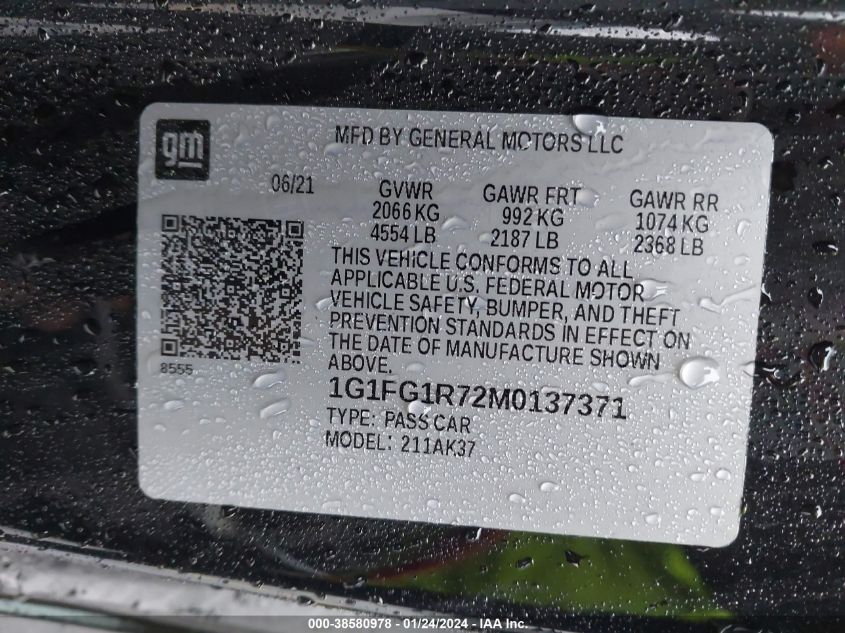 gm
MFD BY GENERAL MOTORS LLC
06/21 GVWR GAWR FRT GAWR RR
2066 KG 992 KG 1074 KG
4554 LB 2187 LB 2368 LB
THIS VEHICLE CONFORMS TO ALL
APPLICABLE U.S. FEDERAL MOTOR
VEHICLE SAFETY, BUMPER, AND THEFT
PREVENTION STANDARDS IN EFFECT ON
THE DATE OF MANUFACTURE SHOWN
ABOVE.
8555
1G1FG1R72M0137371
TYPE: PASS CAR
MODEL: 211AK37
000-38580978 - 01/24/2024 - IAA Inc.